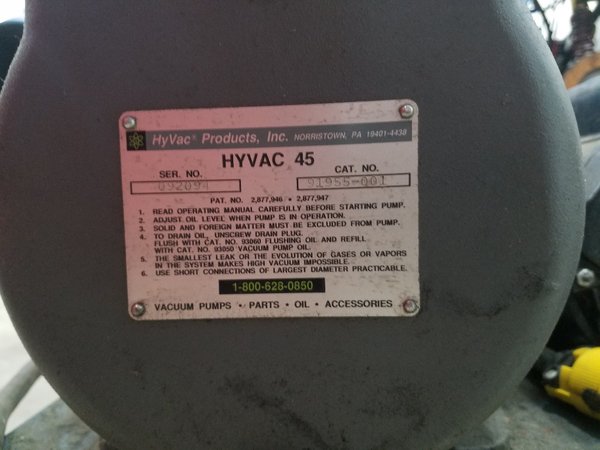 HyVac® Products, Inc. NORRISTOWN, PA 19401-4438
HYVAC 45
SER. NO. CAT. NO.
092094 91955-001
PAT. NO. 2,877,946 • 2,877,947
1. READ OPERATING MANUAL CAREFULLY BEFORE STARTING PUMP.
2. ADJUST OIL LEVEL WHEN PUMP IS IN OPERATION.
3. SOLID AND FOREIGN MATTER MUST BE EXCLUDED FROM PUMP.
4. TO DRAIN OIL, UNSCREW DRAIN PLUG.
FLUSH WITH CAT. NO. 93060 FLUSHING OIL AND REFILL
WITH CAT. NO. 93050 VACUUM PUMP OIL.
5. THE SMALLEST LEAK OR THE EVOLUTION OF GASES OR VAPORS
IN THE SYSTEM MAKES HIGH VACUUM IMPOSSIBLE.
6. USE SHORT CONNECTIONS OF LARGEST DIAMETER PRACTICABLE.
1-800-628-0850
VACUUM PUMPS • PARTS • OIL • ACCESSORIES